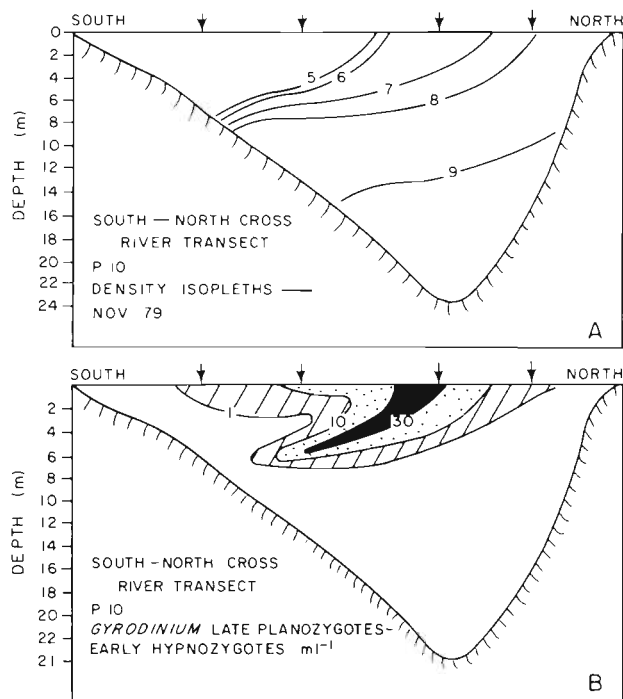 SOUTH NORTH
0
2
4
6
8
10
12
14
16
18
20
22
24
DEPTH (m)
5 6 7 8 9
SOUTH — NORTH CROSS
RIVER TRANSECT
P 10
DENSITY ISOPLETHS —
NOV 79
A
SOUTH NORTH
2
4
6
8
10
12
14
16
18
20
22
21
DEPTH (m)
1 10 30
SOUTH - NORTH CROSS
RIVER TRANSECT
P 10
GYRODINIUM LATE PLANOZYGOTES-
EARLY HYPNOZYGOTES ml⁻¹
B